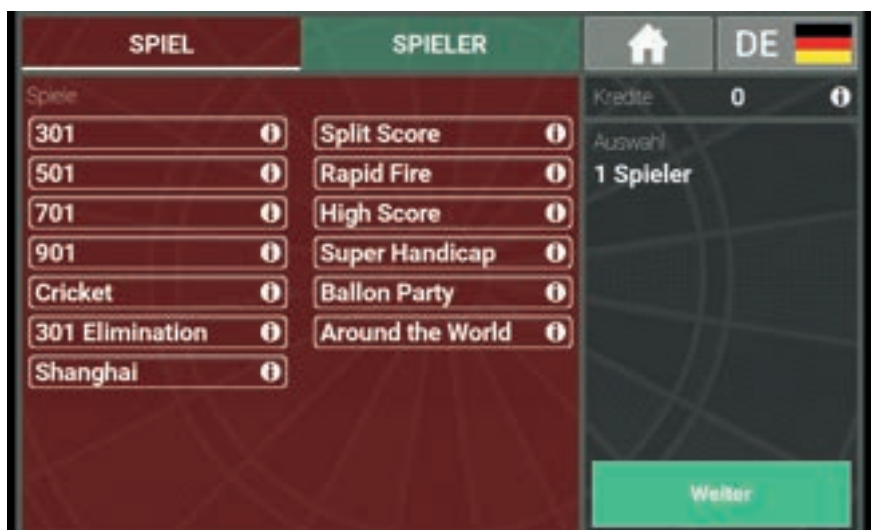 SPIEL
SPIELER
DE
Spiele
Kredite 0
301
501
701
901
Cricket
301 Elimination
Shanghai
Split Score
Rapid Fire
High Score
Super Handicap
Ballon Party
Around the World
Auswahl
1 Spieler
Weiter